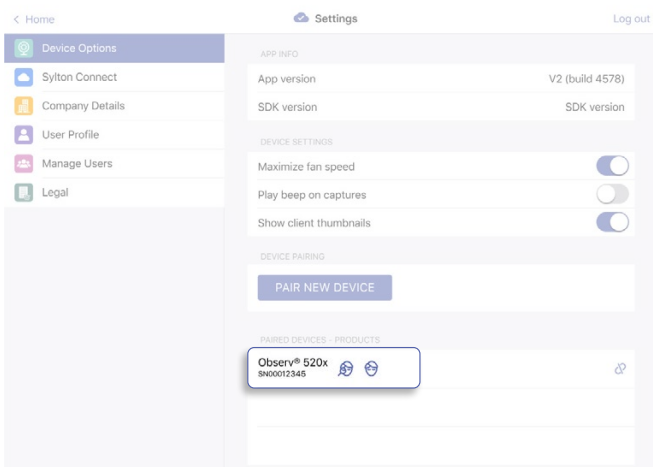 < Home
Settings
Log out
Device Options
Sylton Connect
Company Details
User Profile
Manage Users
Legal
APP INFO
App version V2 (build 4578)
SDK version SDK version
DEVICE SETTINGS
Maximize fan speed
Play beep on captures
Show client thumbnails
DEVICE PAIRING
PAIR NEW DEVICE
PAIRED DEVICES - PRODUCTS
Observ® 520x
SN00012345